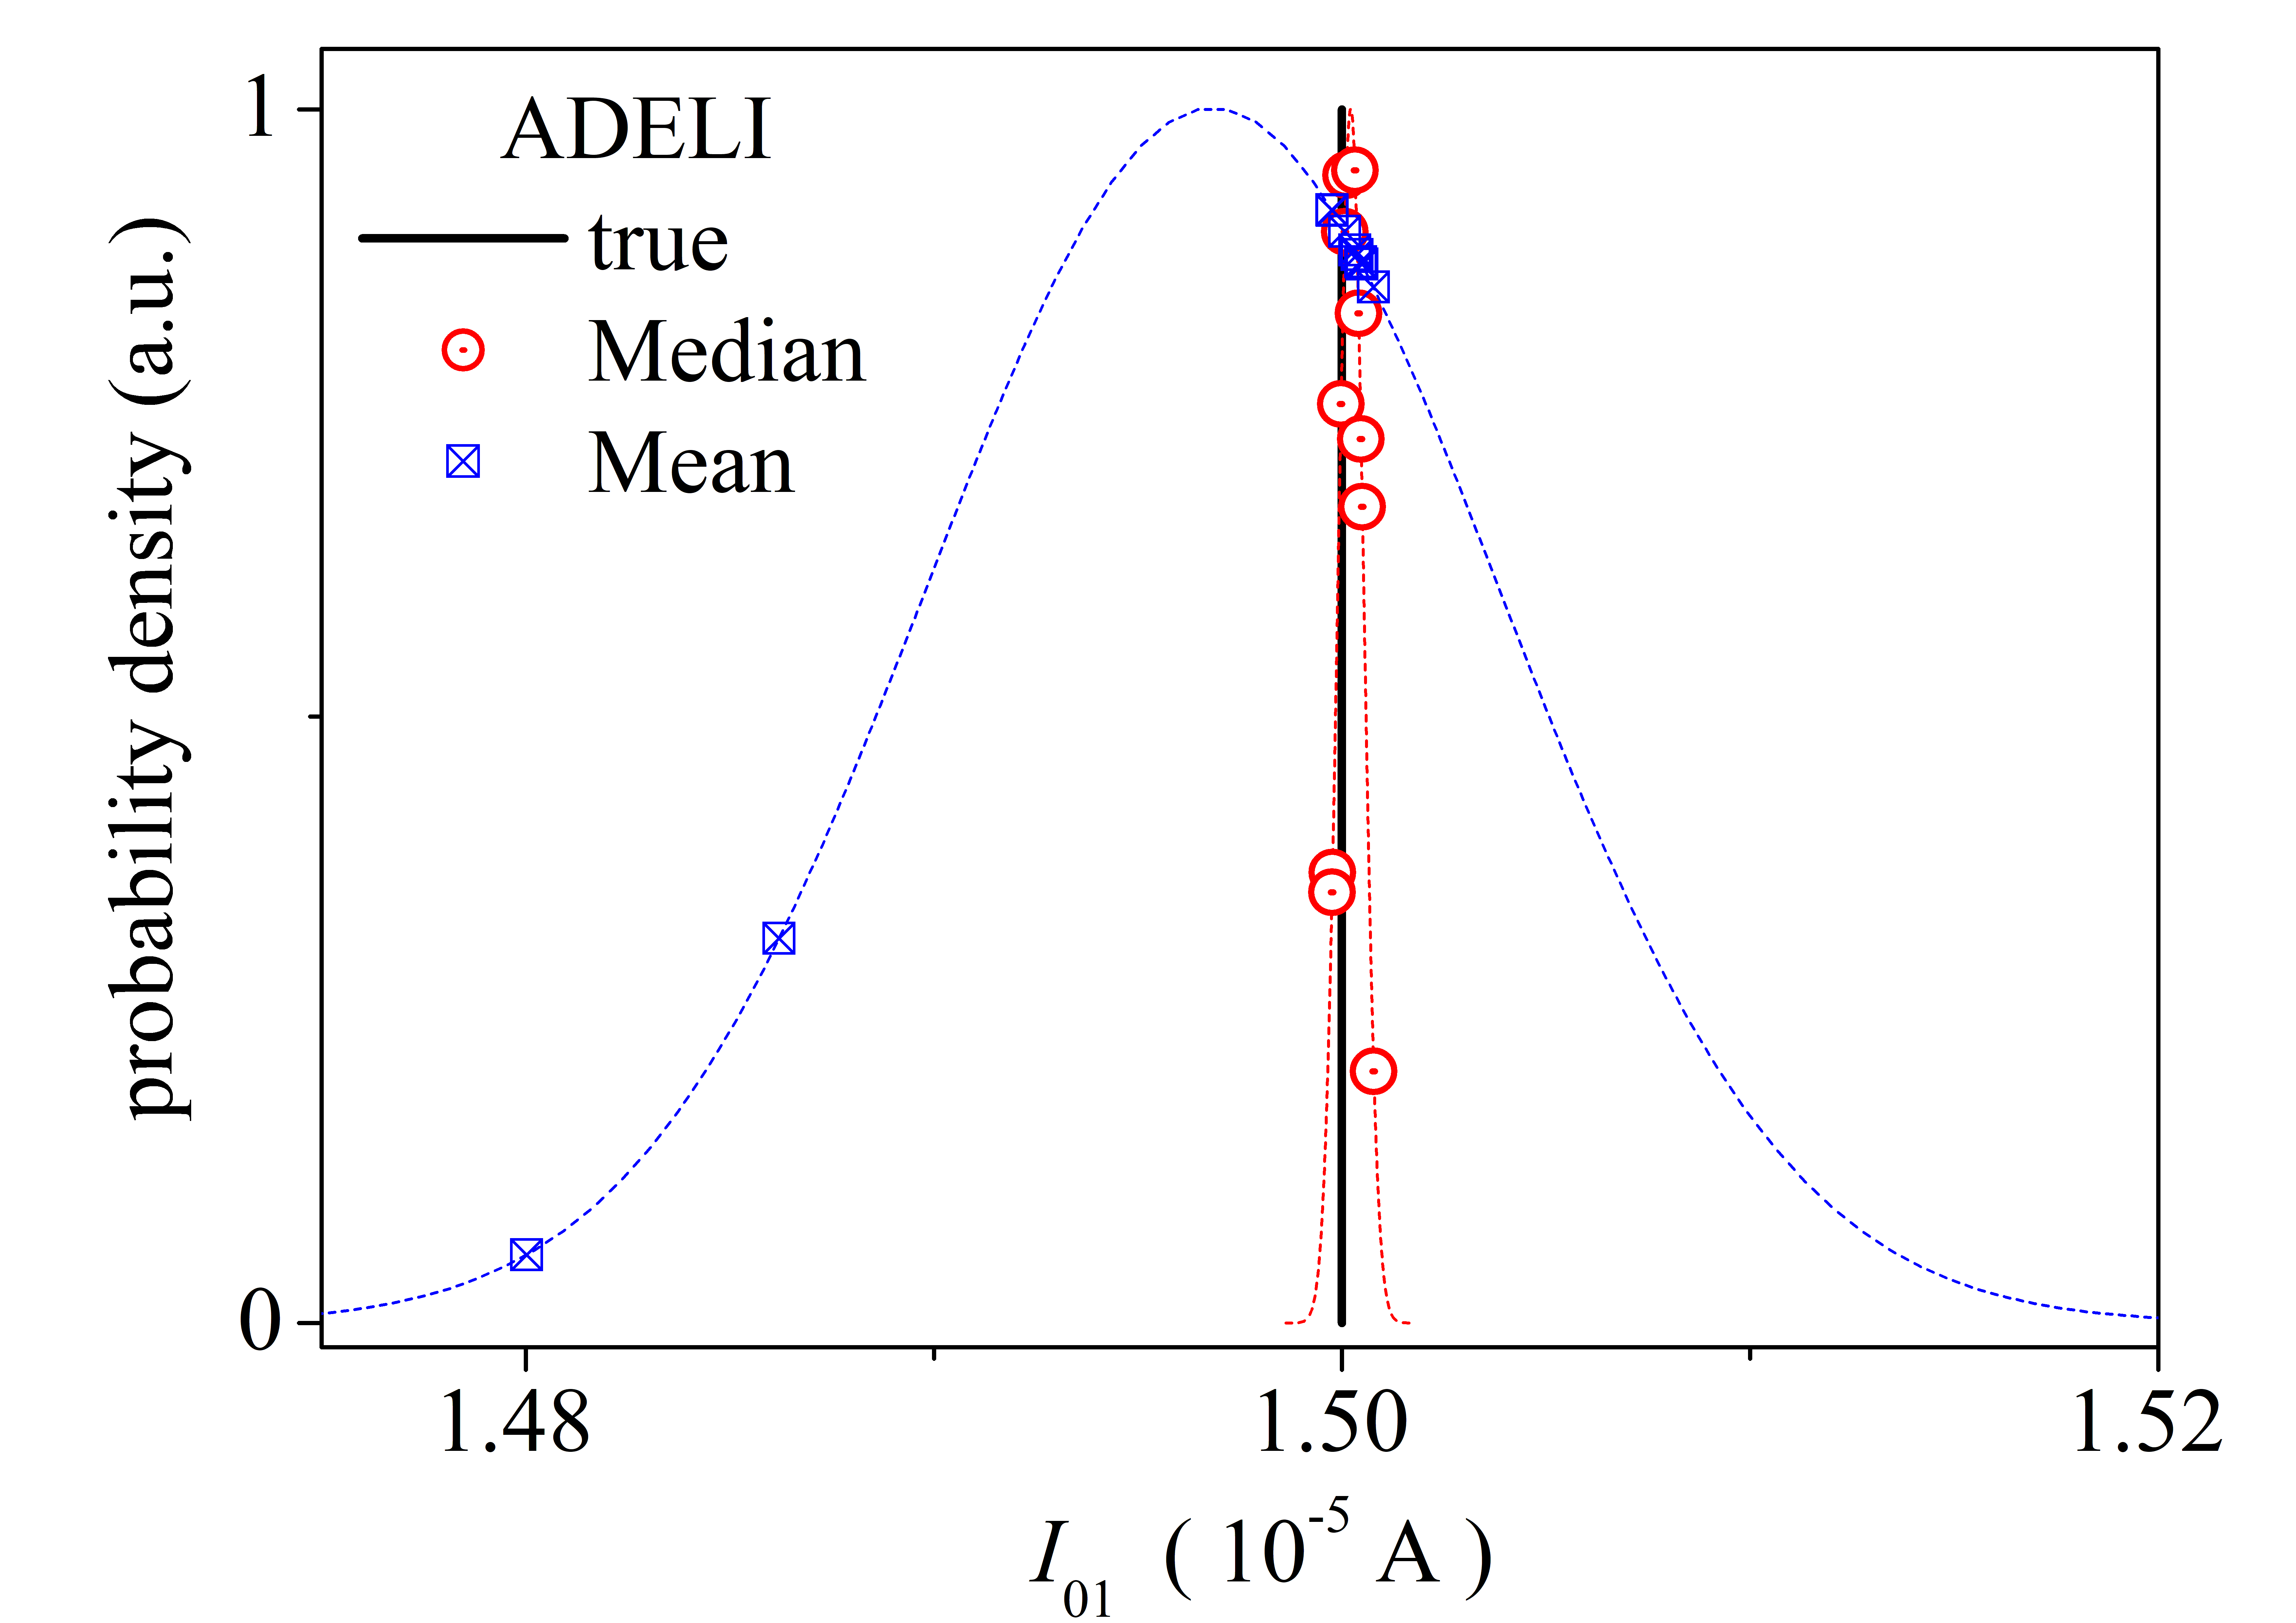 1
ADELI
true
Median
Mean
probability density (a.u.)
0
1.48
1.50
1.52
I01 ( 10-5 A )